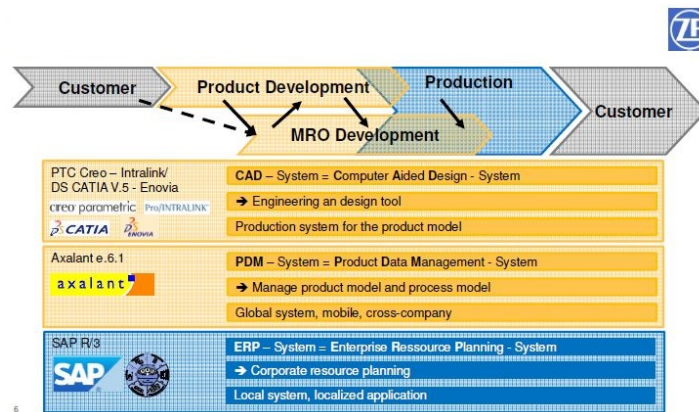 ZF
Customer
Product Development
Production
Customer
MRO Development
PTC Creo – Intralink/
DS CATIA V.5 - Enovia
creo parametric Pro/INTRALINK
CATIA ENOVIA
CAD – System = Computer Aided Design - System
➔ Engineering an design tool
Production system for the product model
Axalant e.6.1
axalant
PDM – System = Product Data Management - System
➔ Manage product model and process model
Global system, mobile, cross-company
SAP R/3
SAP
ERP – System = Enterprise Ressource Planning - System
➔ Corporate resource planning
Local system, localized application
6